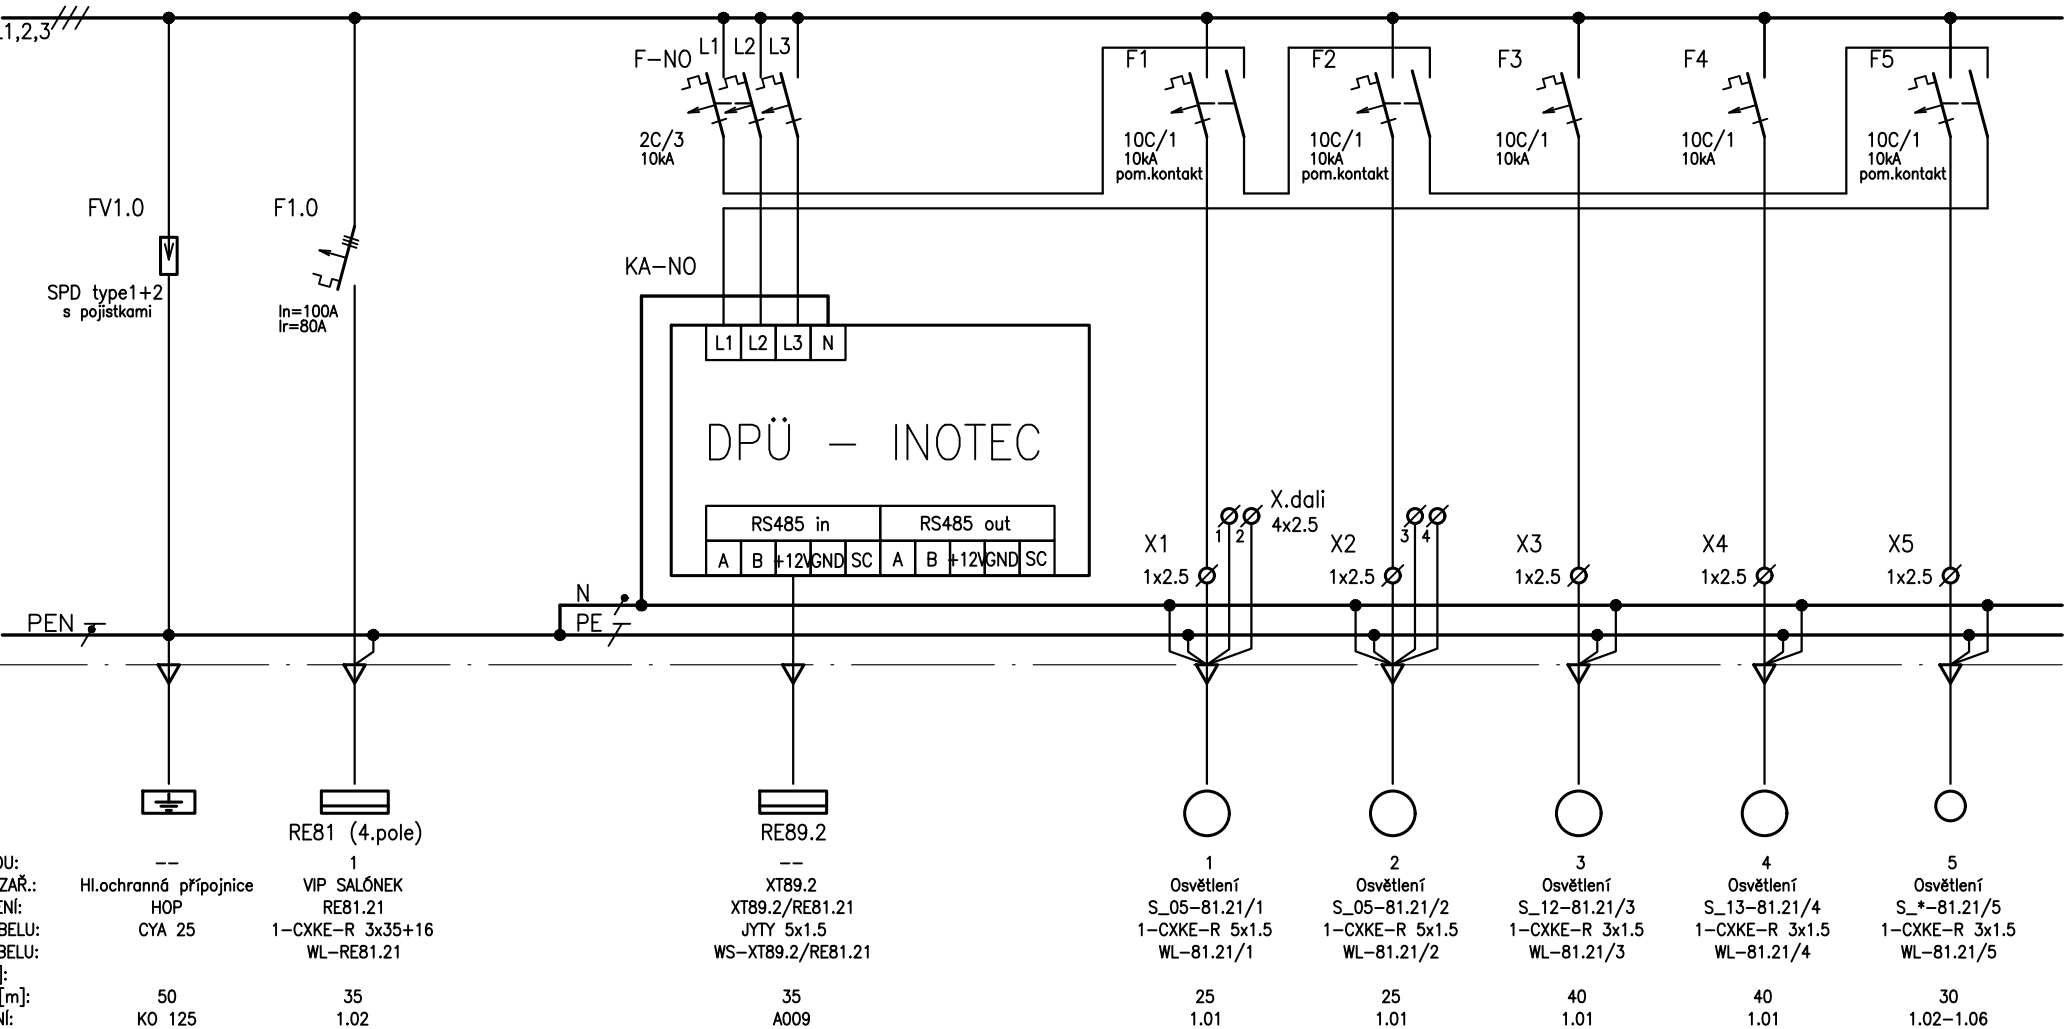 L1,2,3
F-NO
L1 L2 L3
2C/3
10kA
F1
10C/1
10kA
pom.kontakt
F2
10C/1
10kA
pom.kontakt
F3
10C/1
10kA
F4
10C/1
10kA
F5
10C/1
10kA
pom.kontakt
FV1.0
SPD type1+2
s pojistkami
F1.0
In=100A
Ir=80A
KA-NO
L1 L2 L3 N
DPÜ - INOTEC
RS485 in RS485 out
A B +12V GND SC A B +12V GND SC
X.dali
4x2.5
1 2
3 4
X1
1x2.5
X2
1x2.5
X3
1x2.5
X4
1x2.5
X5
1x2.5
N
PE
PEN
RE81 (4.pole)
RE89.2
OU: -- 1 -- 1 2 3 4 5
ZAŘ.: Hl.ochranná přípojnice VIP SALÓNEK XT89.2 Osvětlení Osvětlení Osvětlení Osvětlení Osvětlení
ENÍ: HOP RE81.21 XT89.2/RE81.21 S_05-81.21/1 S_05-81.21/2 S_12-81.21/3 S_13-81.21/4 S_*-81.21/5
BELU: CYA 25 1-CXKE-R 3x35+16 JYTY 5x1.5 1-CXKE-R 5x1.5 1-CXKE-R 5x1.5 1-CXKE-R 3x1.5 1-CXKE-R 3x1.5 1-CXKE-R 3x1.5
BELU: WL-RE81.21 WS-XT89.2/RE81.21 WL-81.21/1 WL-81.21/2 WL-81.21/3 WL-81.21/4 WL-81.21/5
]:
[m]: 50 35 35 25 25 40 40 30
NÍ: KO 125 1.02 A009 1.01 1.01 1.01 1.01 1.02-1.06